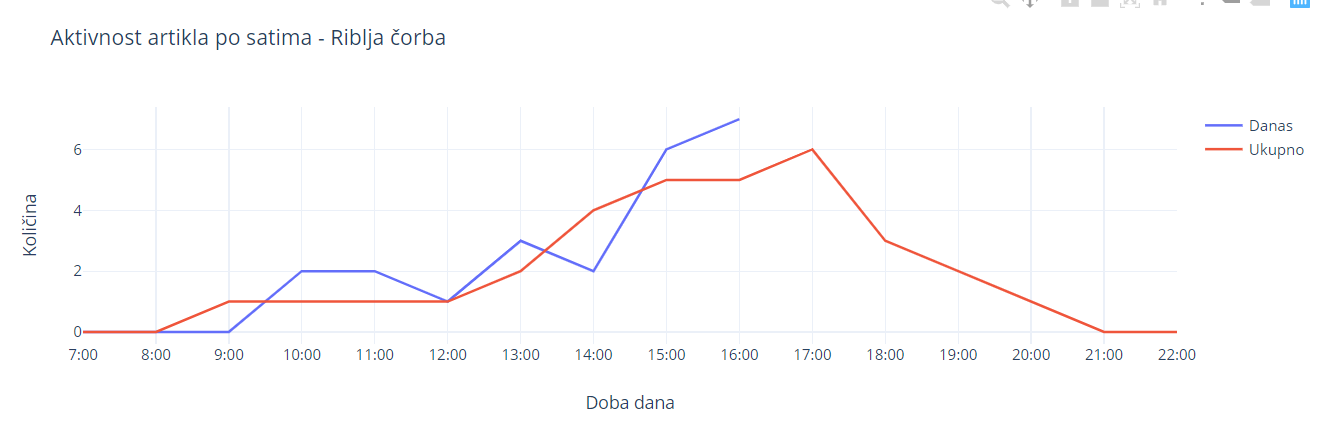 Aktivnost artikla po satima - Riblja čorba
Danas
Ukupno
Količina
6
4
2
0
7:00 8:00 9:00 10:00 11:00 12:00 13:00 14:00 15:00 16:00 17:00 18:00 19:00 20:00 21:00 22:00
Doba dana